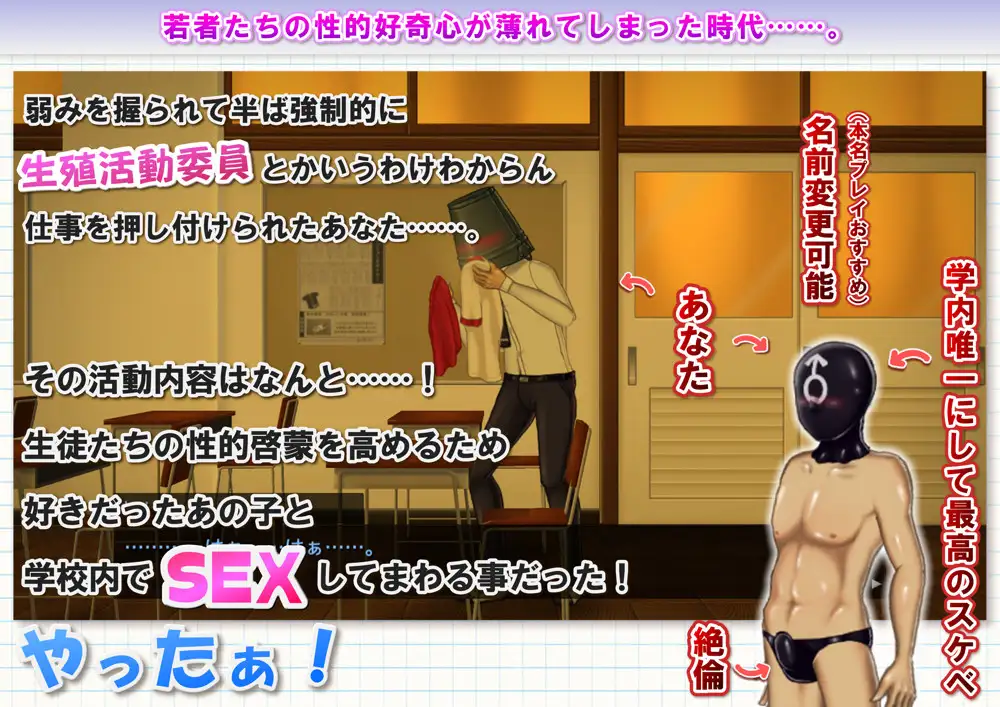 若者たちの性的好奇心が薄れてしまった時代……。
弱みを握られて半ば強制的に
生殖活動委員とかいうわけわからん
仕事を押し付けられたあなた……。
その活動内容はなんと……！
生徒たちの性的啓蒙を高めるため
好きだったあの子と
学校内でSEXしてまわる事だった！
やったぁ！
（本名プレイおすすめ）
名前変更可能
あなた
学内唯一にして最高のスケベ
絶倫